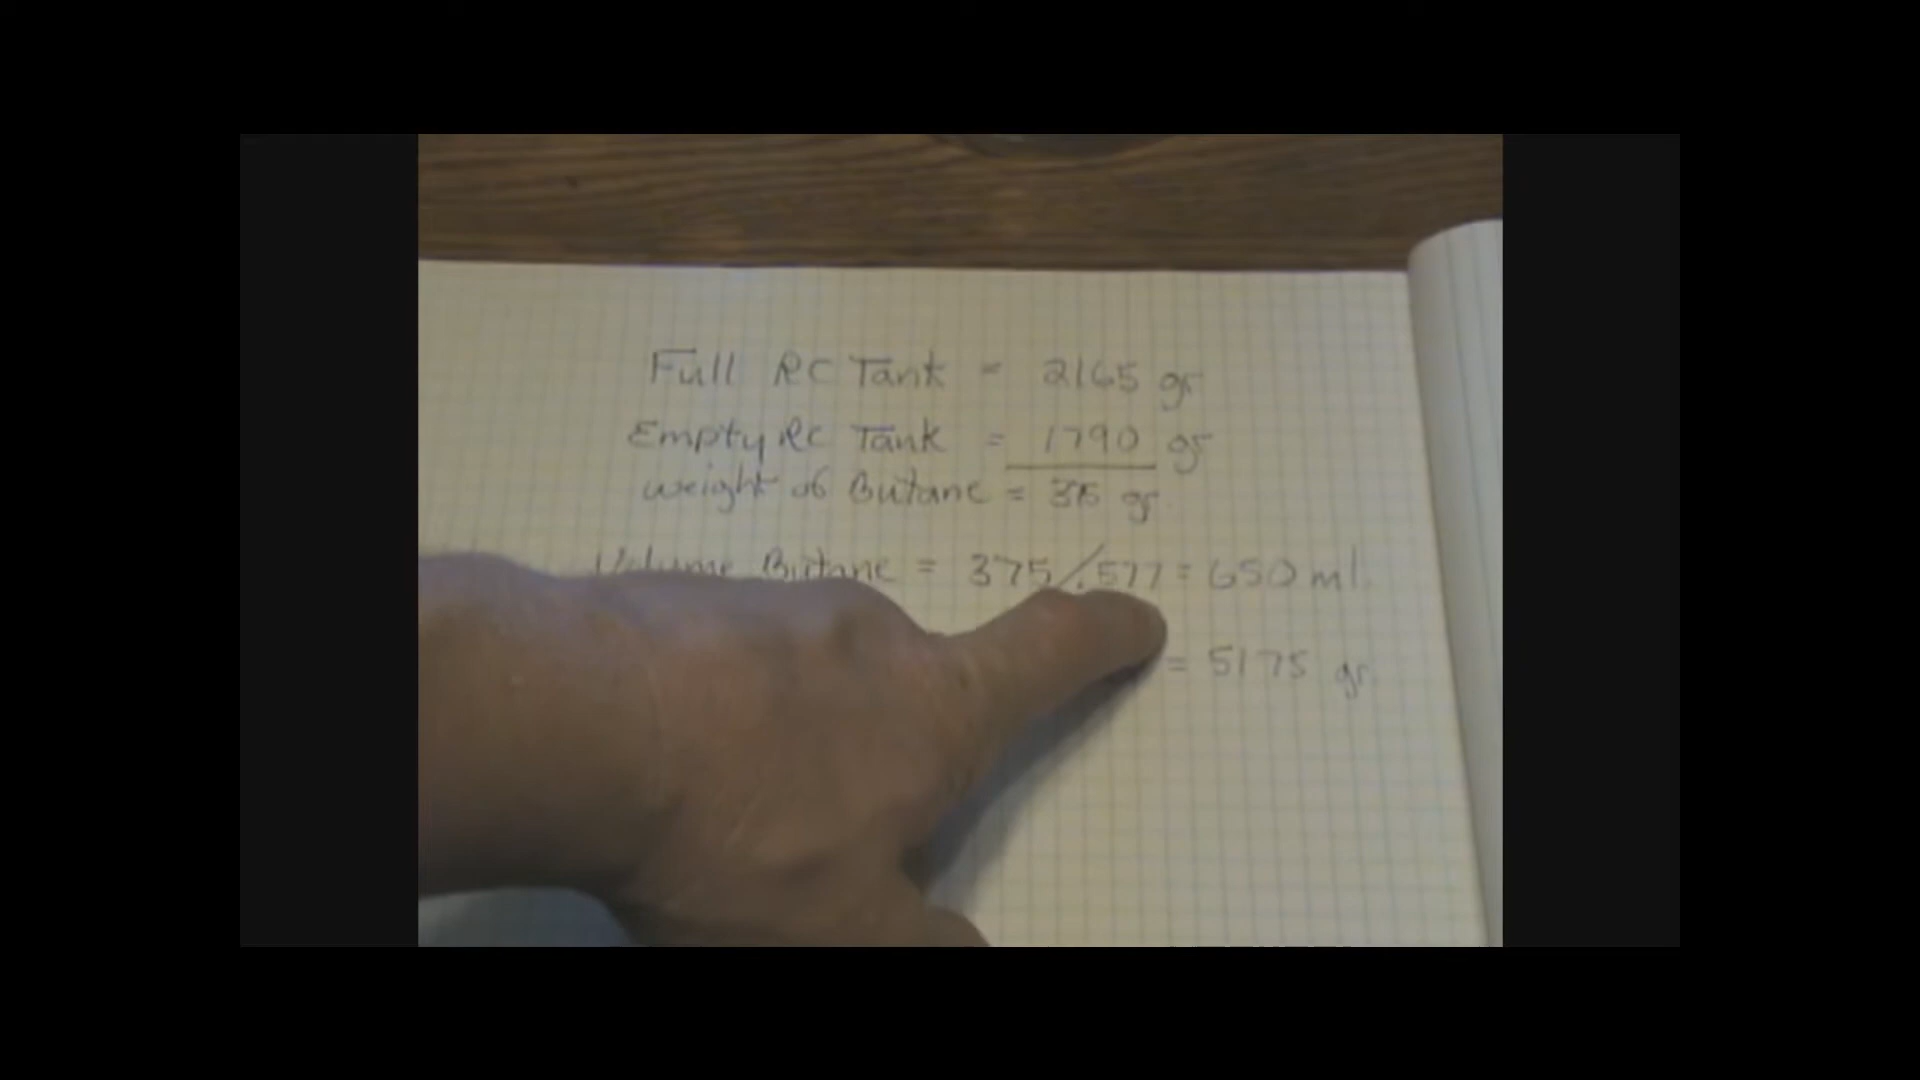 Full RC Tank = 2165 gr
Empty RC Tank = 1790 gr
weight of Butane = 375 gr
Volume Butane = 375/.577 = 650 ml
= 5175 gr.